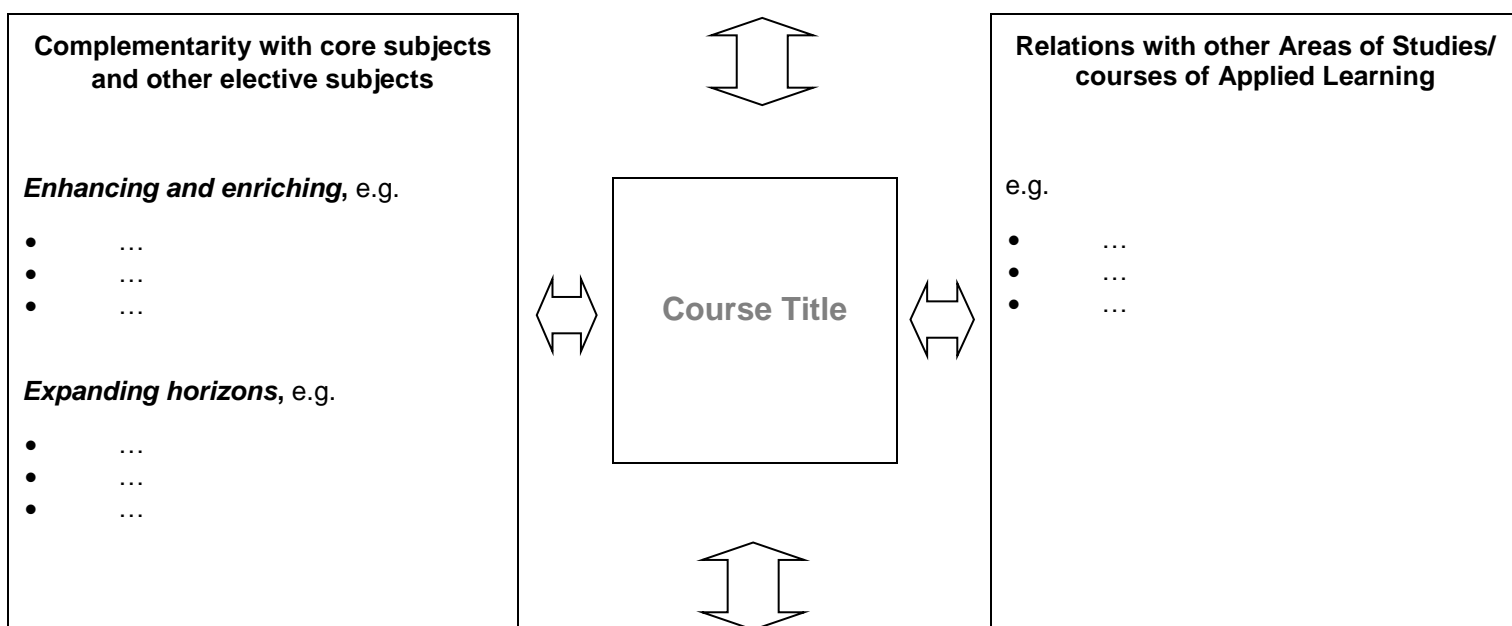 Complementarity with core subjects
and other elective subjects
Enhancing and enriching, e.g.
• …
• …
• …
Expanding horizons, e.g.
• …
• …
• …
Course Title
Relations with other Areas of Studies/
courses of Applied Learning
e.g.
• …
• …
• …